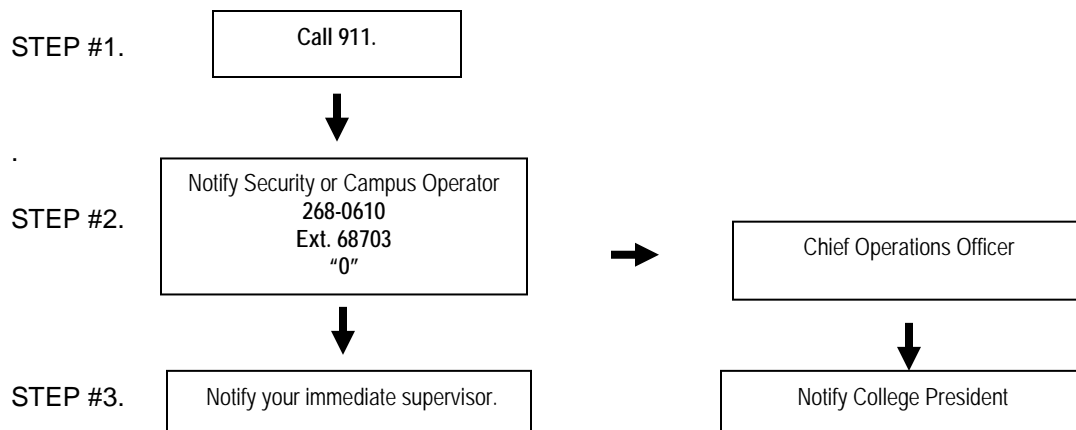 STEP #1.
Call 911.
.
STEP #2.
Notify Security or Campus Operator
268-0610
Ext. 68703
“0”
Chief Operations Officer
STEP #3.
Notify your immediate supervisor.
Notify College President